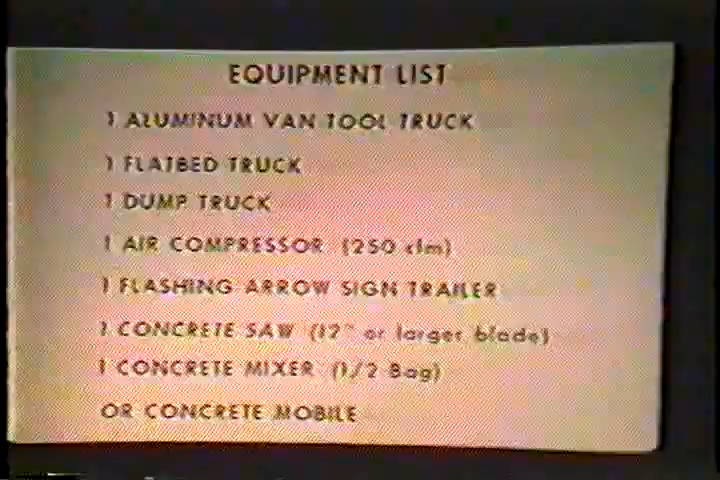 EQUIPMENT LIST
1 ALUMINUM VAN TOOL TRUCK
1 FLATBED TRUCK
1 DUMP TRUCK
1 AIR COMPRESSOR (250 cfm)
1 FLASHING ARROW SIGN TRAILER
1 CONCRETE SAW (12" or larger blade)
1 CONCRETE MIXER (1/2 Bag)
OR CONCRETE MOBILE